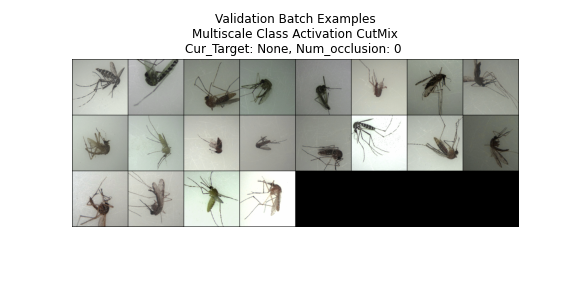 Validation Batch Examples
Multiscale Class Activation CutMix
Cur_Target: None, Num_occlusion: 0